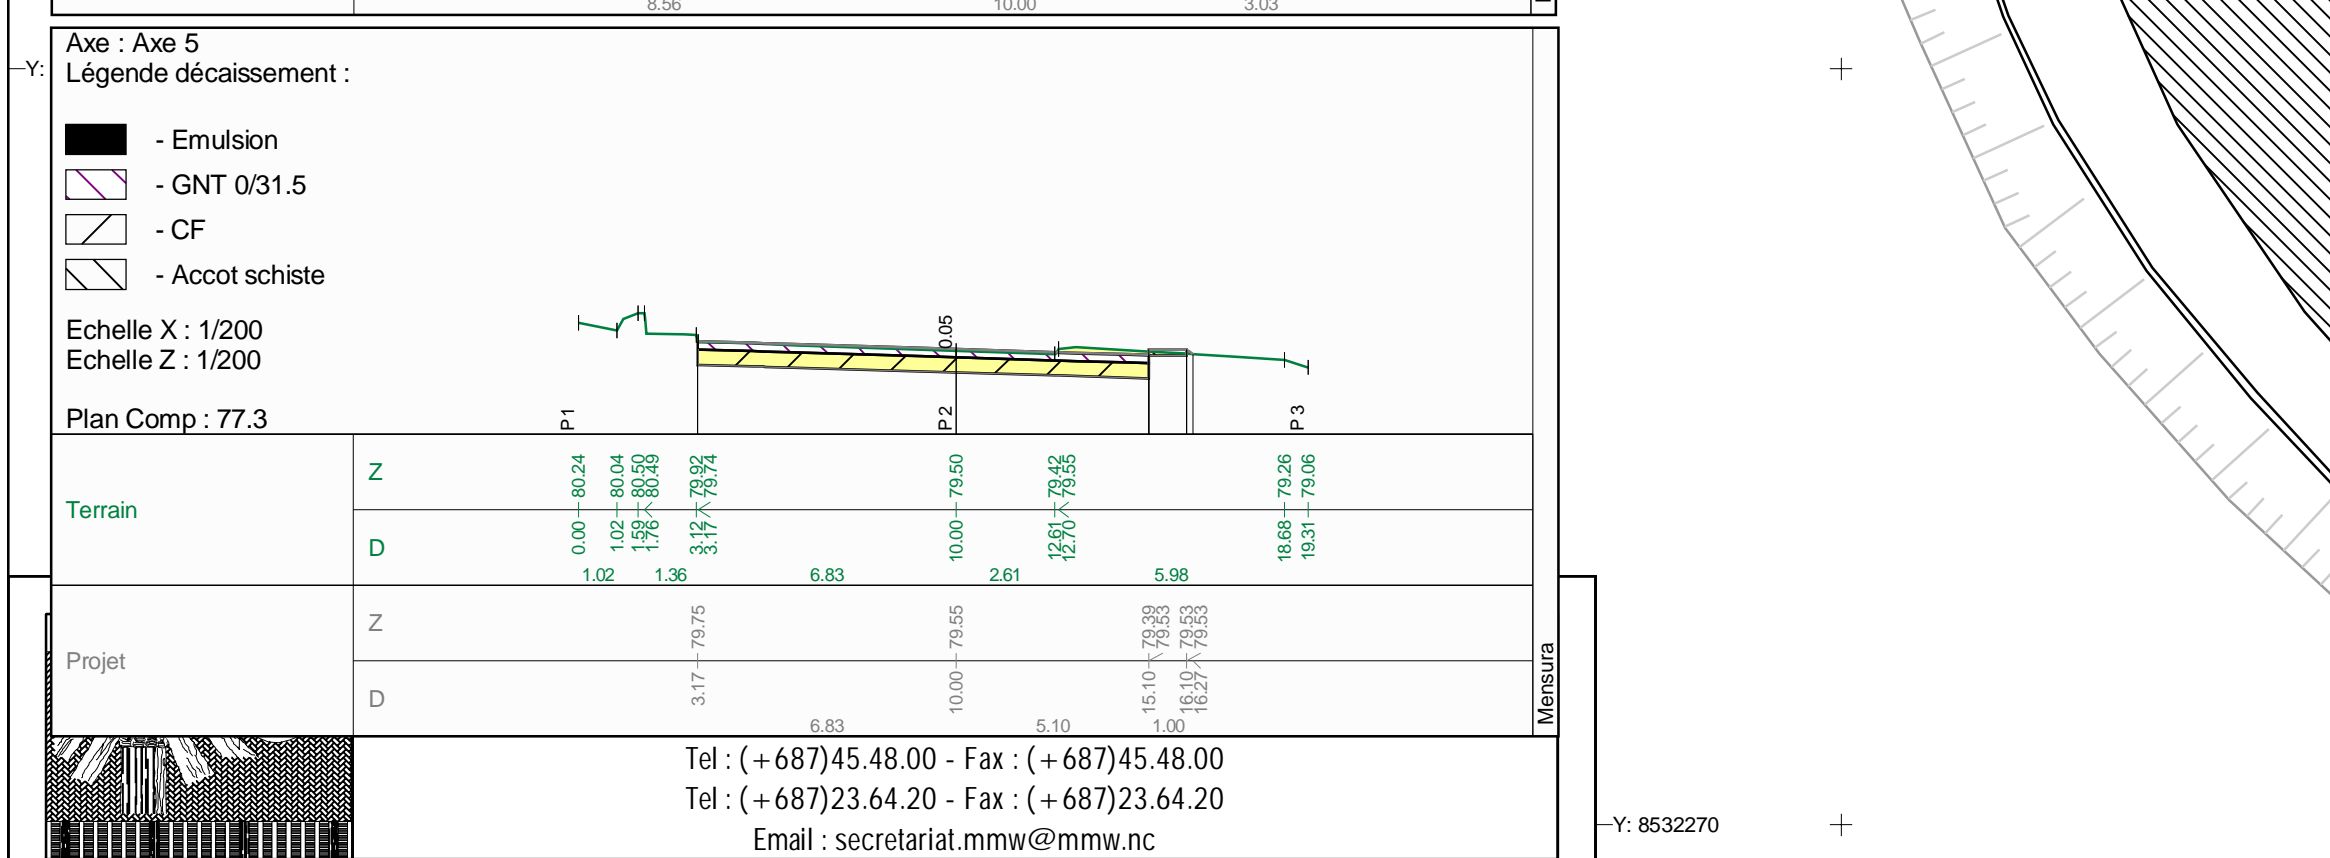 8.56 10.00 3.03
Axe : Axe 5
Y:
Légende décaissement :
- Emulsion
- GNT 0/31.5
- CF
- Accot schiste
Echelle X : 1/200
Echelle Z : 1/200
0.05
Plan Comp : 77.3
P 1 P 2 P 3
Terrain
Z
80.24 80.04 80.50 80.49 79.92 79.74 79.50 79.42 79.55 79.26 79.06
D
0.00 1.02 1.59 1.76 3.12 3.17 10.00 12.61 12.70 18.68 19.31
1.02 1.36 6.83 2.61 5.98
Projet
Z
79.75 79.55 79.39 79.53 79.53 79.53
D
3.17 10.00 15.10 16.10 16.27
6.83 5.10 1.00
Mensura
Tel : (+687)45.48.00 - Fax : (+687)45.48.00
Tel : (+687)23.64.20 - Fax : (+687)23.64.20
Email : secretariat.mmw@mmw.nc
Y: 8532270